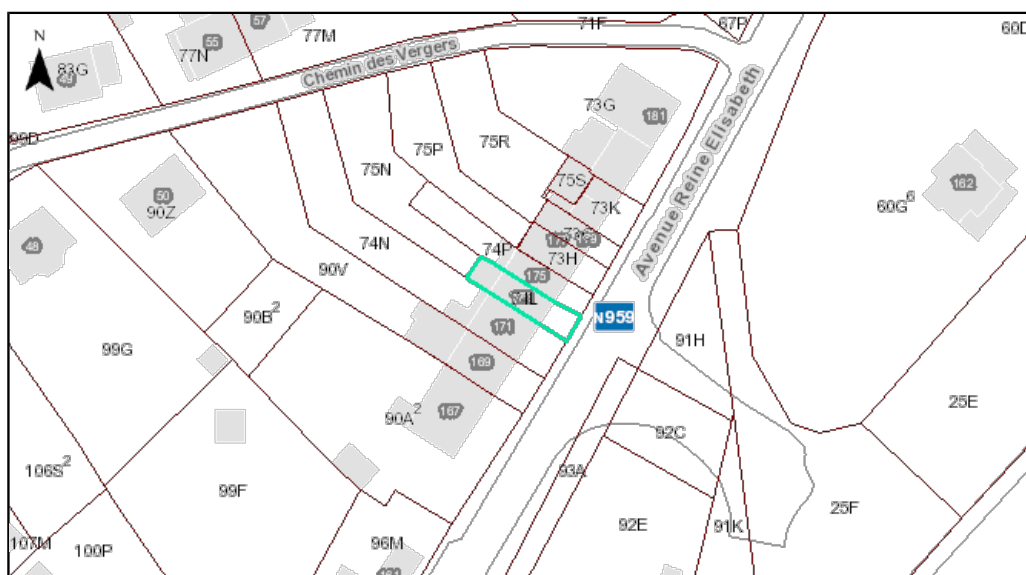 71F
67P
60D
77M
57
55
77N
N
83G
49
Chemin des Vergers
99D
73G
181
75R
75P
75N
75S
73K
Avenue Reine Elisabeth
162
60G⁶
50
90Z
48
74N
74P
73H
175
90V
N959
90B²
171
91H
99G
169
167
90A²
25E
92C
106S²
93A
99F
25F
92E
91K
107M
100P
96M